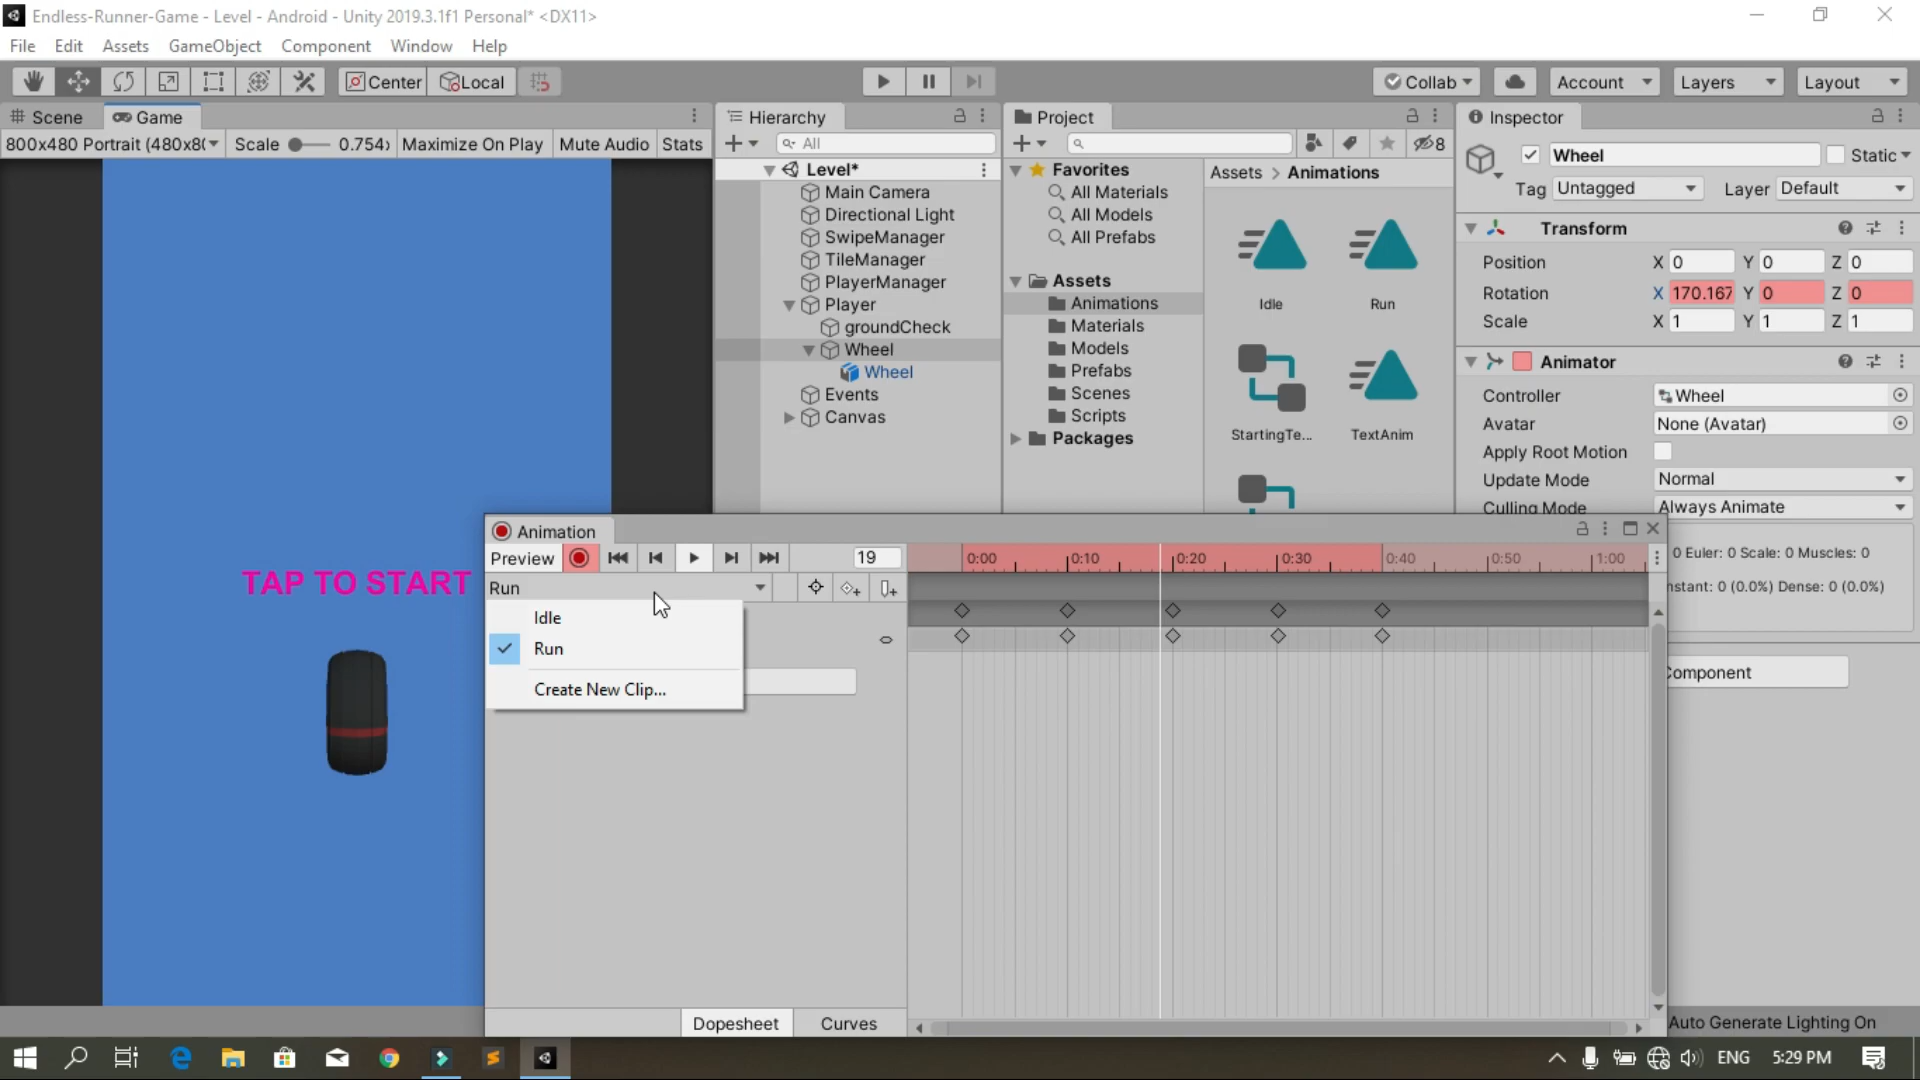 Endless-Runner-Game - Level - Android - Unity 2019.3.1f1 Personal* <DX11>
File Edit Assets GameObject Component Window Help
Center Local Collab Account Layers Layout
Scene Game
800x480 Portrait (480x8( Scale 0.754x Maximize On Play Mute Audio Stats
TAP TO START
Hierarchy
All
Level*
Main Camera
Directional Light
SwipeManager
TileManager
PlayerManager
Player
groundCheck
Wheel
Wheel
Events
Canvas
Project
8
Favorites
All Materials
All Models
All Prefabs
Assets
Animations
Materials
Models
Prefabs
Scenes
Scripts
Packages
Assets > Animations
Idle
Run
StartingTe...
TextAnim
Inspector
Wheel Static
Tag Untagged Layer Default
Transform
Position X 0 Y 0 Z 0
Rotation X 170.167 Y 0 Z 0
Scale X 1 Y 1 Z 1
Animator
Controller Wheel
Avatar None (Avatar)
Apply Root Motion
Update Mode Normal
Culling Mode Always Animate
0 Euler: 0 Scale: 0 Muscles: 0
nstant: 0 (0.0%) Dense: 0 (0.0%)
Component
Animation
Preview 19 0:00 0:10 0:20 0:30 0:40 0:50 1:00
Run
Idle
Run
Create New Clip...
Dopesheet Curves
Auto Generate Lighting On
ENG 5:29 PM